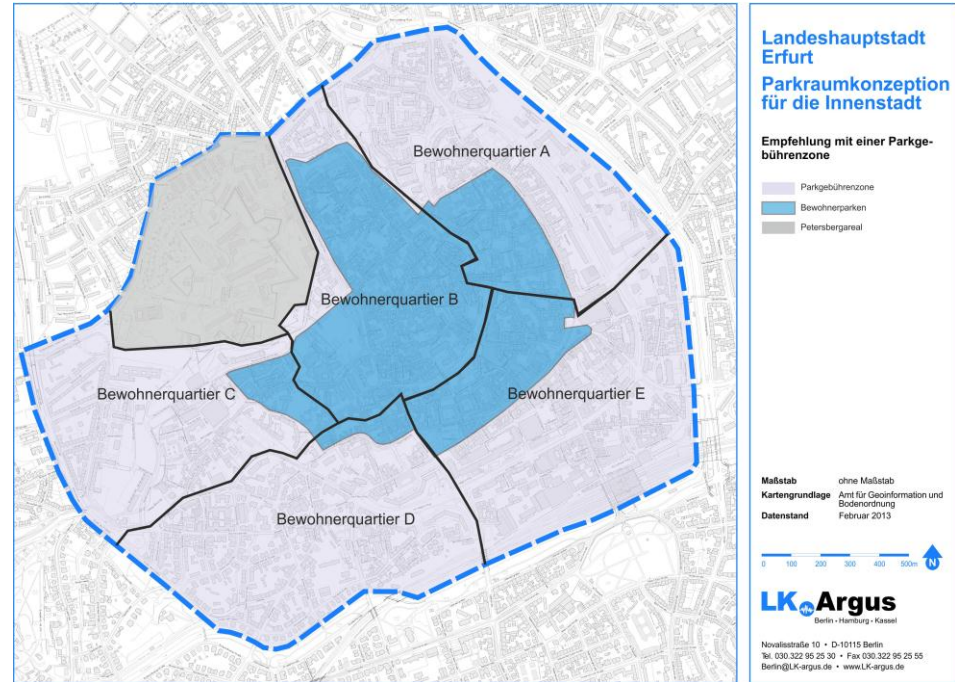 Bewohnerquartier A
Bewohnerquartier B
Bewohnerquartier C
Bewohnerquartier E
Bewohnerquartier D
Landeshauptstadt
Erfurt
Parkraumkonzeption
für die Innenstadt
Empfehlung mit einer Parkge-
bührenzone
Parkgebührenzone
Bewohnerparken
Petersbergareal
Maßstab ohne Maßstab
Kartengrundlage Amt für Geoinformation und
Bodenordnung
Datenstand Februar 2013
0 100 200 300 400 500m
N
LK Argus
Berlin • Hamburg • Kassel
Novalisstraße 10 • D-10115 Berlin
Tel. 030.322 95 25 30 • Fax 030.322 95 25 55
Berlin@LK-argus.de • www.LK-argus.de